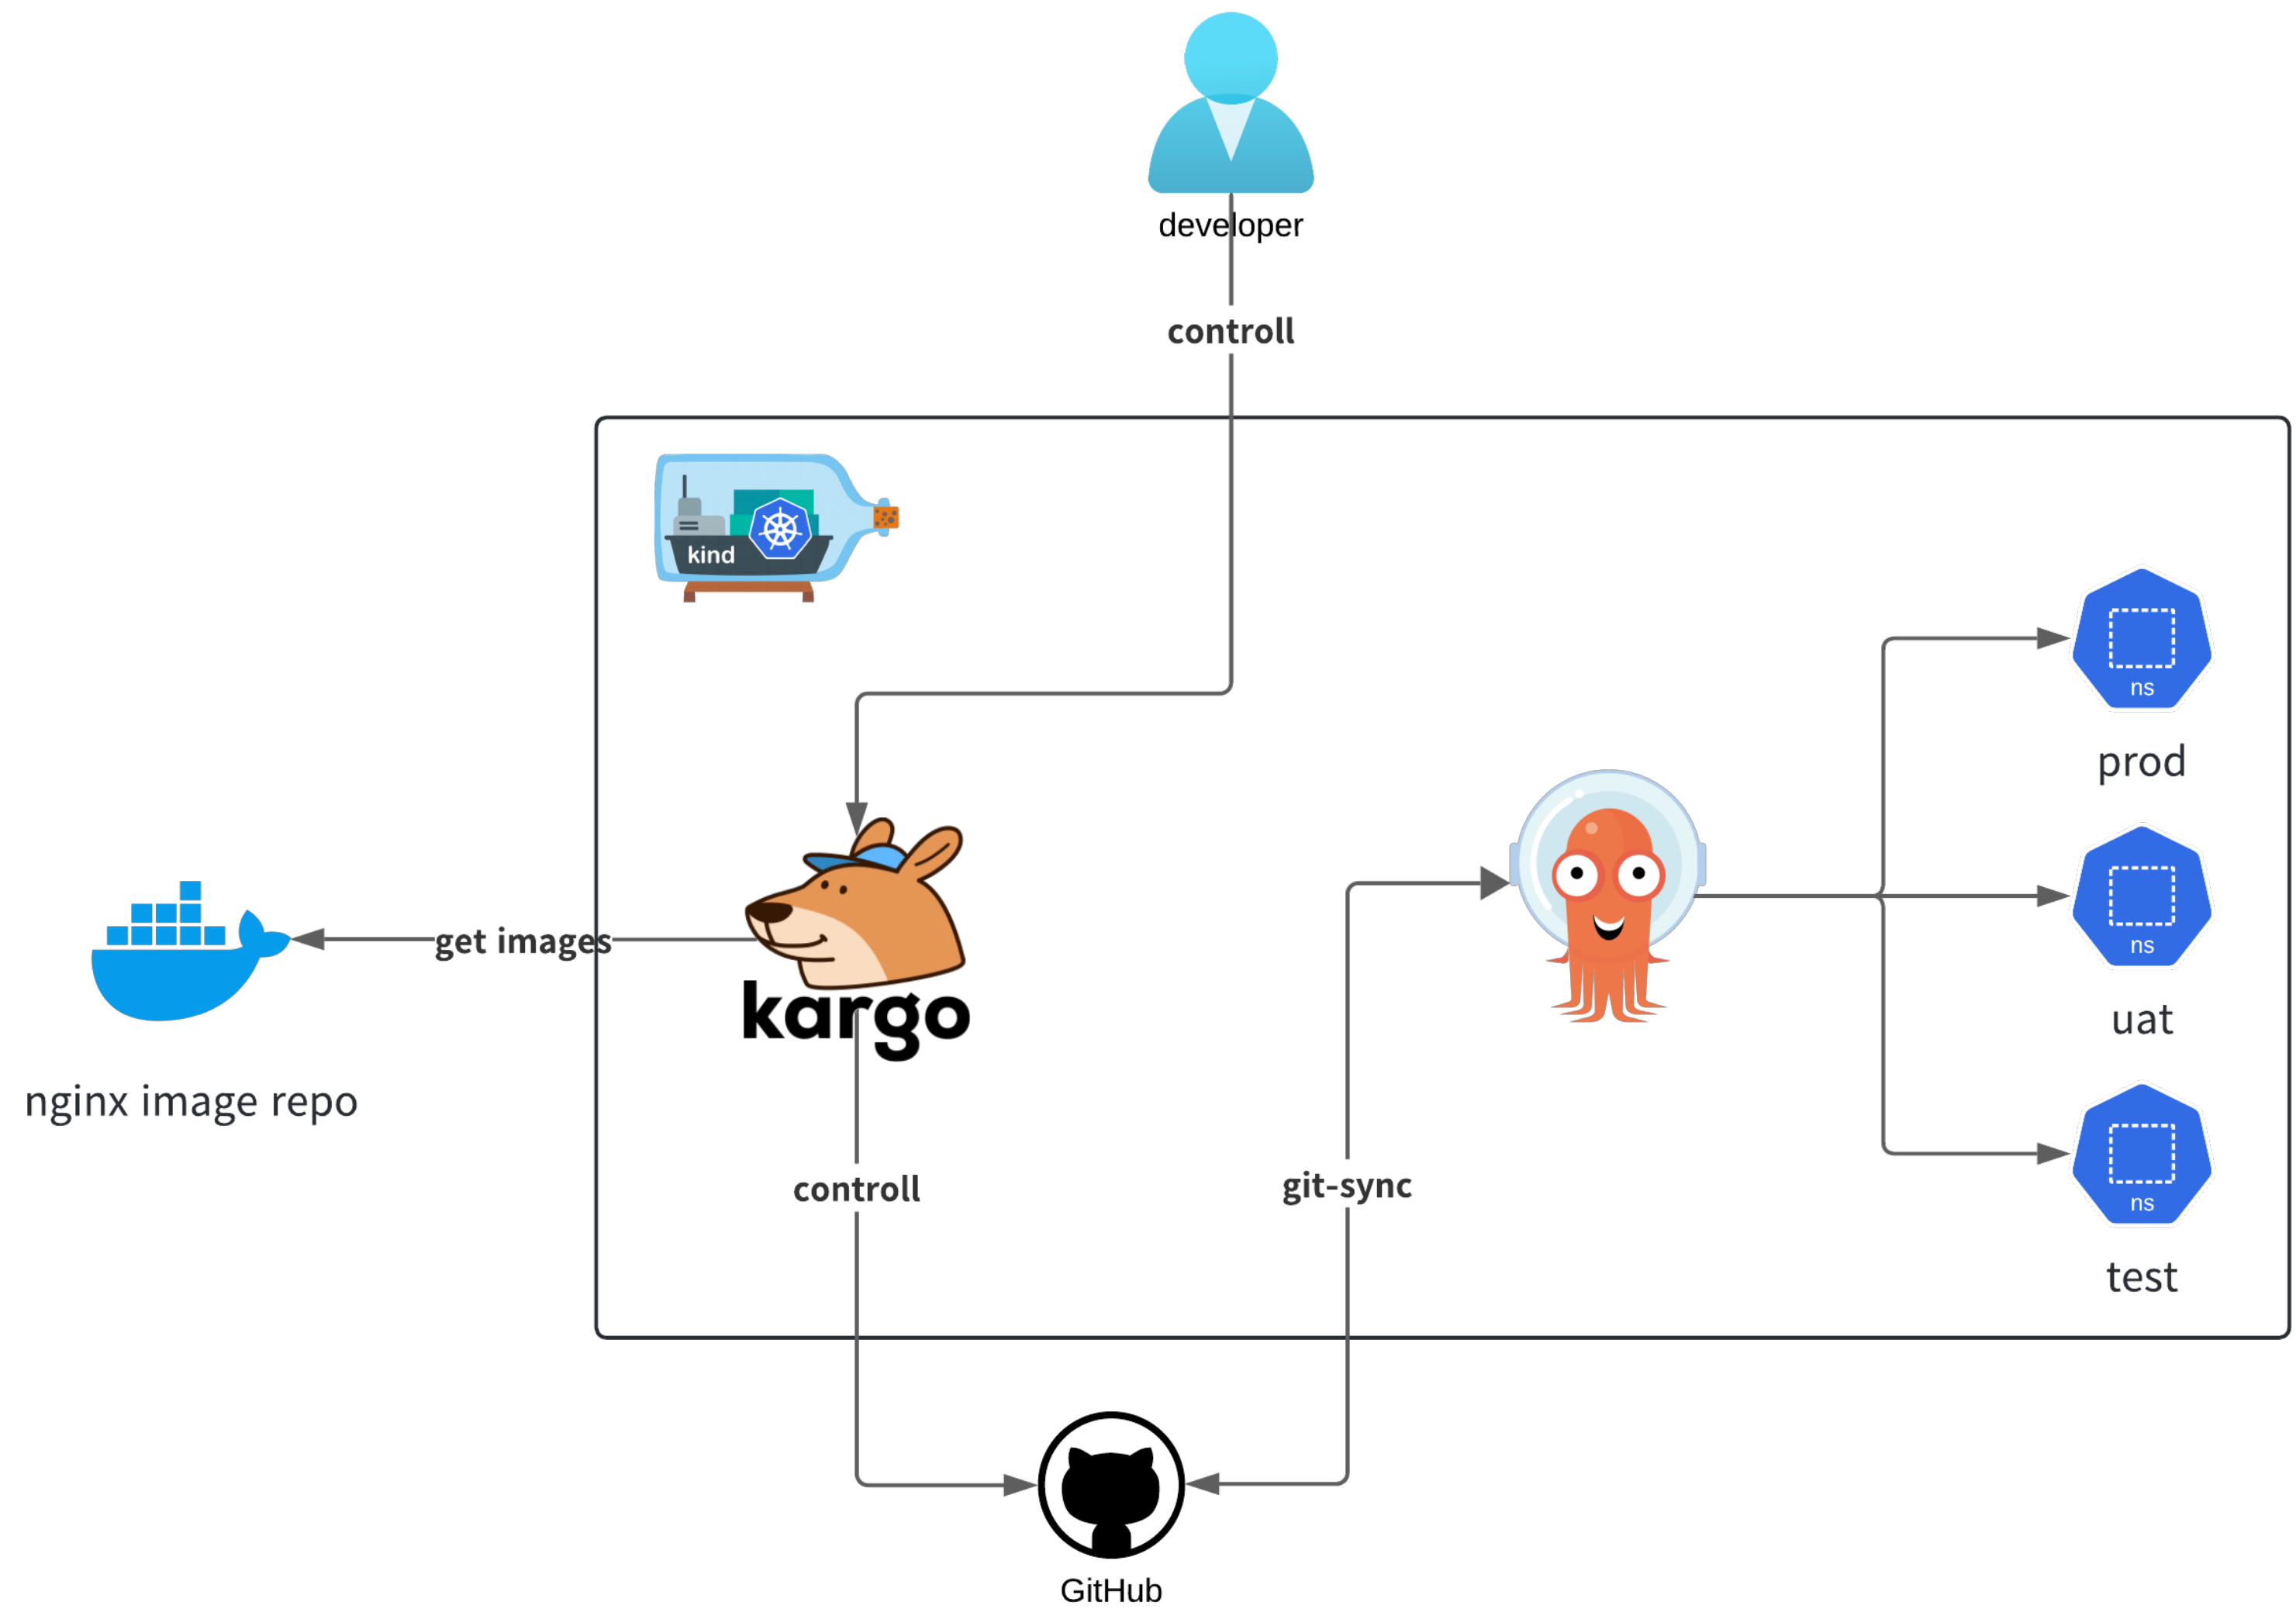 developer
controll
kind
ns
prod
get images
kargo
ns
uat
nginx image repo
controll
git-sync
ns
test
GitHub